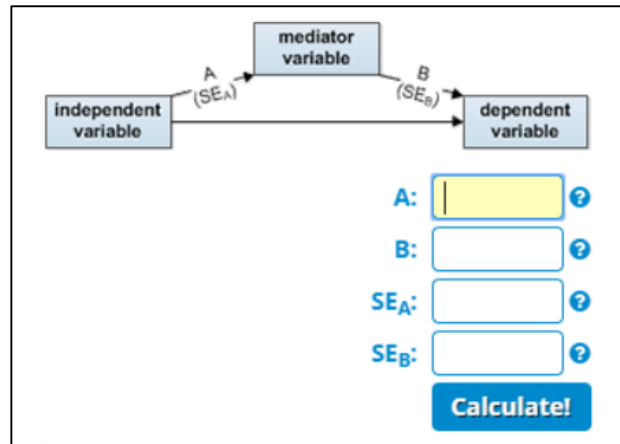 mediator
variable
A
(SEA)
B
(SEB)
independent
variable
dependent
variable
A:
?
B:
?
SEA:
?
SEB:
?
Calculate!